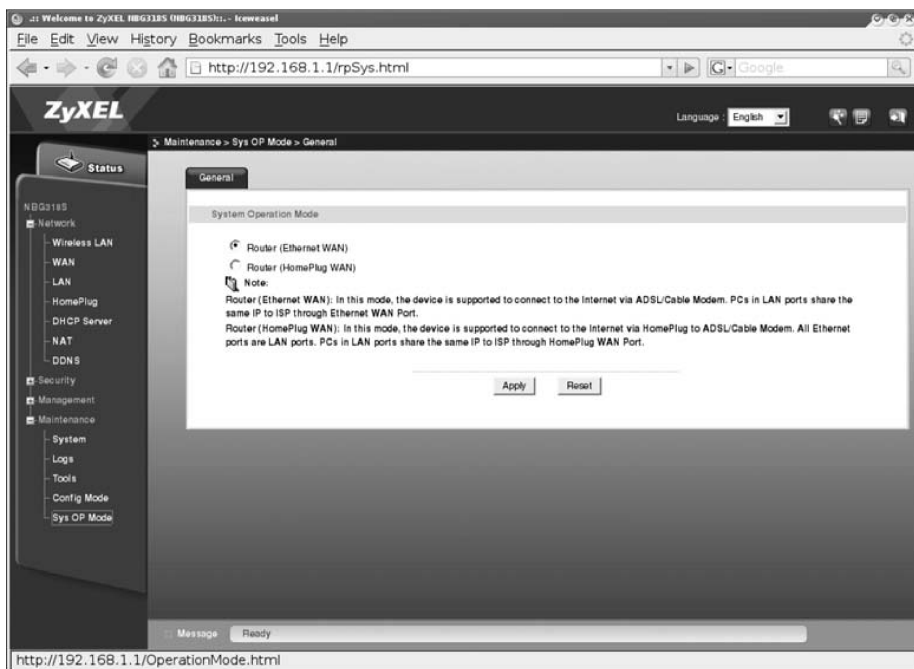 .:: Welcome to ZyXEL NBG318S (NBG318S)::. - Iceweasel
File Edit View History Bookmarks Tools Help
http://192.168.1.1/rpSys.html
G
Google
ZyXEL
Language : English
Status
Maintenance > Sys OP Mode > General
General
NBG318S
Network
Wireless LAN
WAN
LAN
HomePlug
DHCP Server
NAT
DDNS
Security
Management
Maintenance
System
Logs
Tools
Config Mode
Sys OP Mode
System Operation Mode
Router (Ethernet WAN)
Router (HomePlug WAN)
Note:
Router (Ethernet WAN): In this mode, the device is supported to connect to the Internet via ADSL/Cable Modem. PCs in LAN ports share the
same IP to ISP through Ethernet WAN Port.
Router (HomePlug WAN): In this mode, the device is supported to connect to the Internet via HomePlug to ADSL/Cable Modem. All Ethernet
ports are LAN ports. PCs in LAN ports share the same IP to ISP through HomePlug WAN Port.
Apply Reset
Message Ready
http://192.168.1.1/OperationMode.html